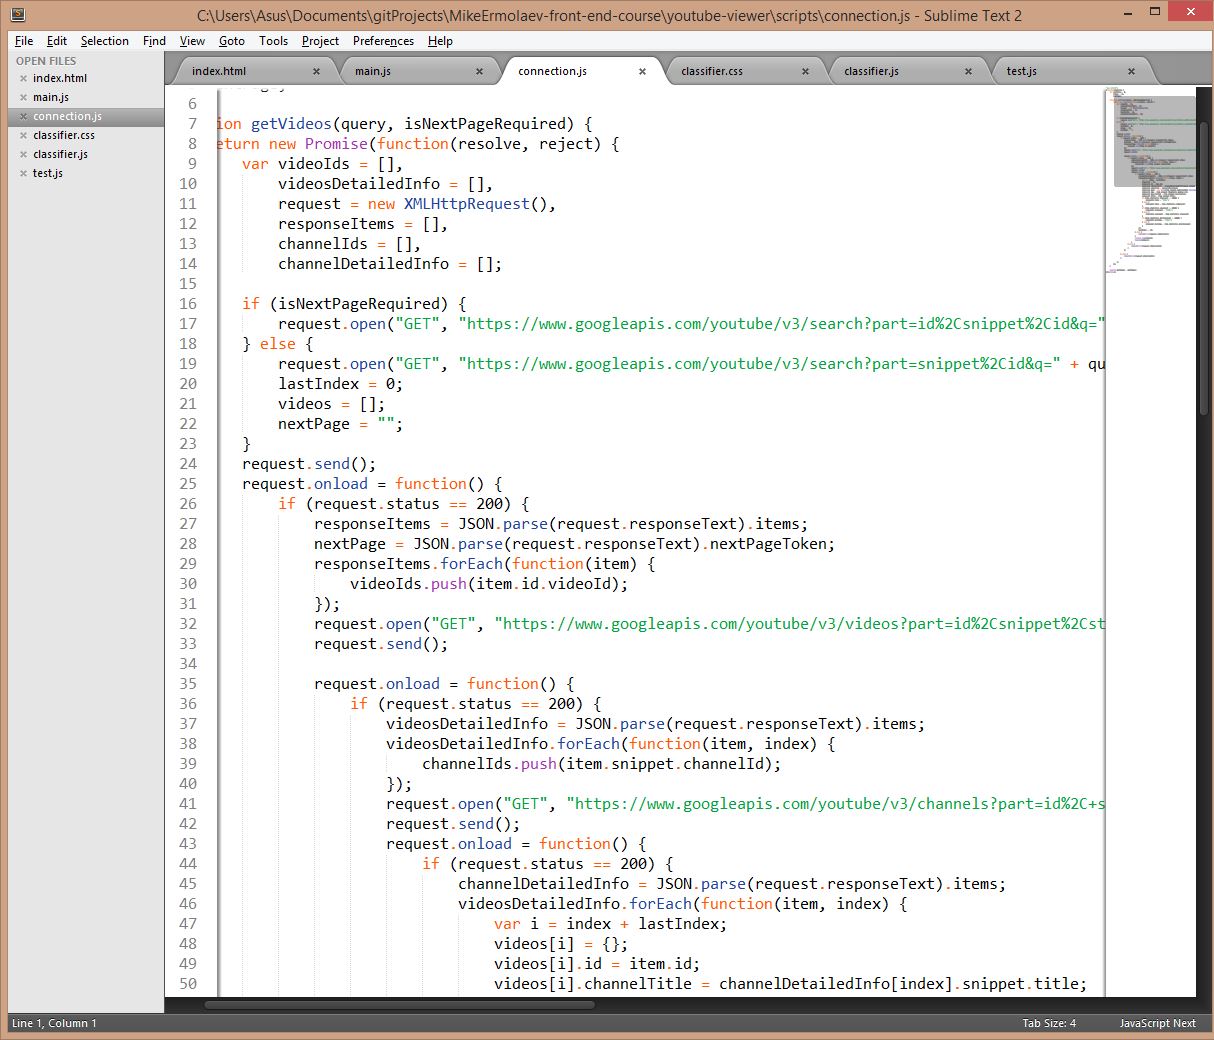 C:\Users\Asus\Documents\gitProjects\MikeErmolaev-front-end-course\youtube-viewer\scripts\connection.js - Sublime Text 2
File Edit Selection Find View Goto Tools Project Preferences Help
OPEN FILES
index.html
main.js
connection.js
classifier.css
classifier.js
test.js
index.html main.js connection.js classifier.css classifier.js test.js
6
7 ion getVideos(query, isNextPageRequired) {
8 eturn new Promise(function(resolve, reject) {
9 var videoIds = [],
10 videosDetailedInfo = [],
11 request = new XMLHttpRequest(),
12 responseItems = [],
13 channelIds = [],
14 channelDetailedInfo = [];
15
16 if (isNextPageRequired) {
17 request.open("GET", "https://www.googleapis.com/youtube/v3/search?part=id%2Csnippet%2Cid&q="
18 } else {
19 request.open("GET", "https://www.googleapis.com/youtube/v3/search?part=snippet%2Cid&q=" + qu
20 lastIndex = 0;
21 videos = [];
22 nextPage = "";
23 }
24 request.send();
25 request.onload = function() {
26 if (request.status == 200) {
27 responseItems = JSON.parse(request.responseText).items;
28 nextPage = JSON.parse(request.responseText).nextPageToken;
29 responseItems.forEach(function(item) {
30 videoIds.push(item.id.videoId);
31 });
32 request.open("GET", "https://www.googleapis.com/youtube/v3/videos?part=id%2Csnippet%2Cst
33 request.send();
34
35 request.onload = function() {
36 if (request.status == 200) {
37 videosDetailedInfo = JSON.parse(request.responseText).items;
38 videosDetailedInfo.forEach(function(item, index) {
39 channelIds.push(item.snippet.channelId);
40 });
41 request.open("GET", "https://www.googleapis.com/youtube/v3/channels?part=id%2C+s
42 request.send();
43 request.onload = function() {
44 if (request.status == 200) {
45 channelDetailedInfo = JSON.parse(request.responseText).items;
46 videosDetailedInfo.forEach(function(item, index) {
47 var i = index + lastIndex;
48 videos[i] = {};
49 videos[i].id = item.id;
50 videos[i].channelTitle = channelDetailedInfo[index].snippet.title;
Line 1, Column 1
Tab Size: 4
JavaScript Next